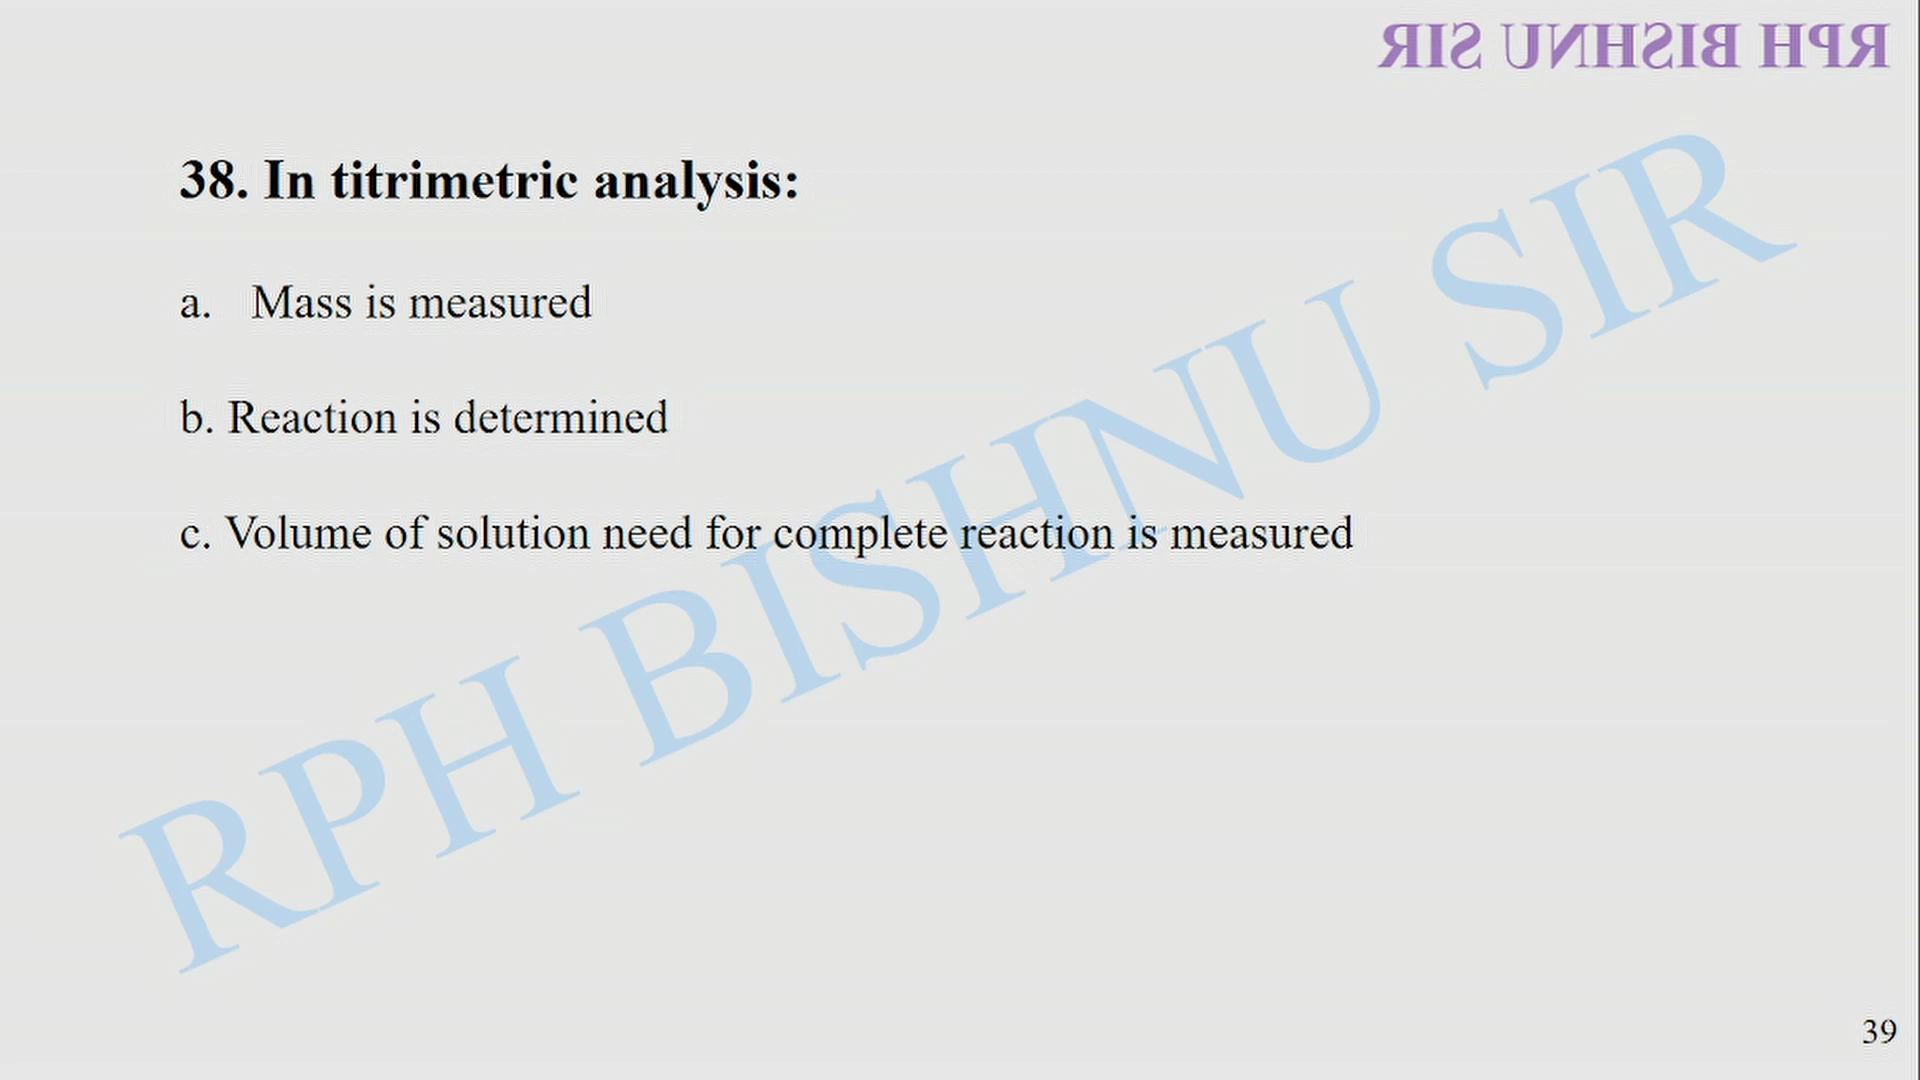 RPH BISHNU SIR
38. In titrimetric analysis:
a. Mass is measured
b. Reaction is determined
c. Volume of solution need for complete reaction is measured
RPH BISHNU SIR
39